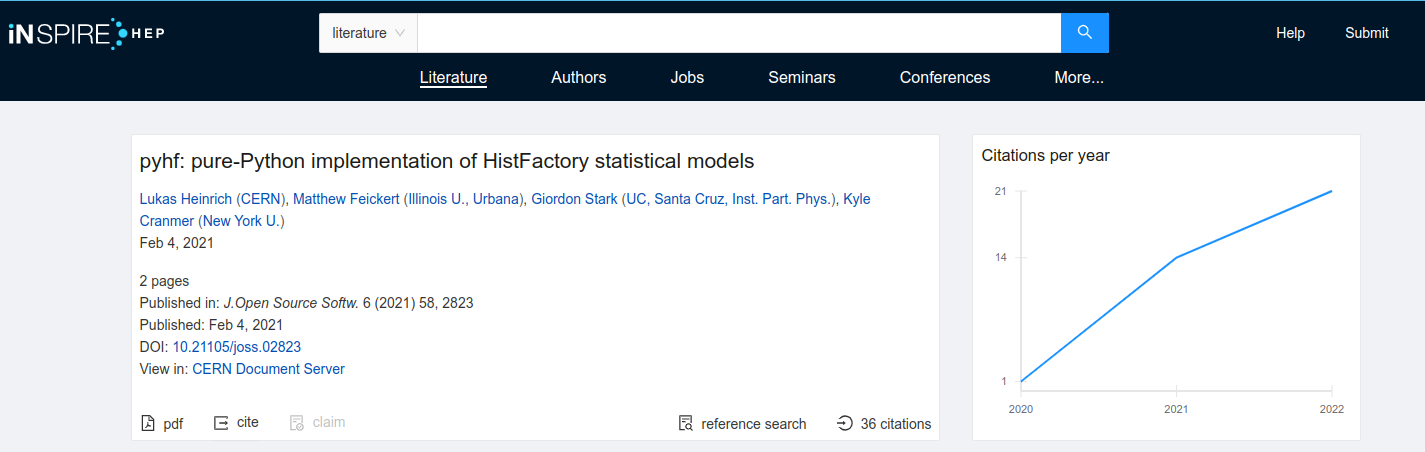 iNSPIRE HEP
literature
Help
Submit
Literature
Authors
Jobs
Seminars
Conferences
More...
pyhf: pure-Python implementation of HistFactory statistical models
Lukas Heinrich (CERN), Matthew Feickert (Illinois U., Urbana), Giordon Stark (UC, Santa Cruz, Inst. Part. Phys.), Kyle
Cranmer (New York U.)
Feb 4, 2021
2 pages
Published in: J.Open Source Softw. 6 (2021) 58, 2823
Published: Feb 4, 2021
DOI: 10.21105/joss.02823
View in: CERN Document Server
pdf
cite
claim
reference search
36 citations
Citations per year
21
14
1
2020
2021
2022